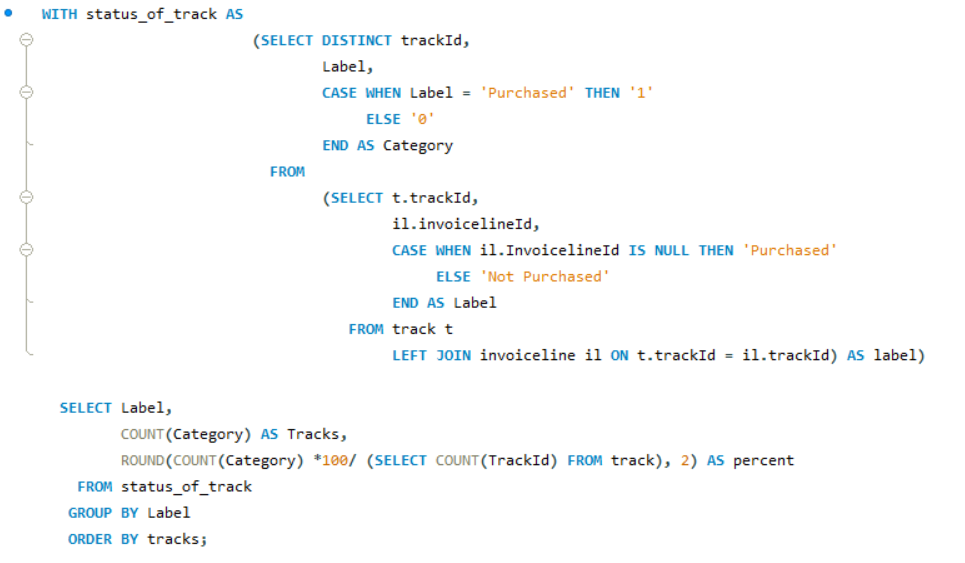 WITH status_of_track AS
(SELECT DISTINCT trackId,
Label,
CASE WHEN Label = 'Purchased' THEN '1'
ELSE '0'
END AS Category
FROM
(SELECT t.trackId,
il.invoicelineId,
CASE WHEN il.InvoicelineId IS NULL THEN 'Purchased'
ELSE 'Not Purchased'
END AS Label
FROM track t
LEFT JOIN invoiceline il ON t.trackId = il.trackId) AS label)
SELECT Label,
COUNT(Category) AS Tracks,
ROUND(COUNT(Category) *100/ (SELECT COUNT(TrackId) FROM track), 2) AS percent
FROM status_of_track
GROUP BY Label
ORDER BY tracks;